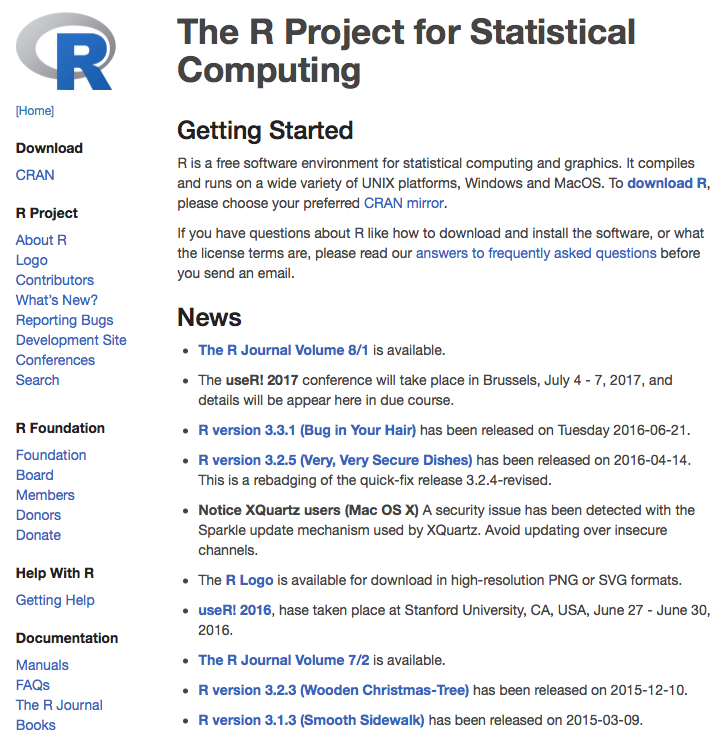 R
[Home]
Download
CRAN
R Project
About R
Logo
Contributors
What's New?
Reporting Bugs
Development Site
Conferences
Search
R Foundation
Foundation
Board
Members
Donors
Donate
Help With R
Getting Help
Documentation
Manuals
FAQs
The R Journal
Books
The R Project for Statistical
Computing
Getting Started
R is a free software environment for statistical computing and graphics. It compiles
and runs on a wide variety of UNIX platforms, Windows and MacOS. To download R,
please choose your preferred CRAN mirror.
If you have questions about R like how to download and install the software, or what
the license terms are, please read our answers to frequently asked questions before
you send an email.
News
• The R Journal Volume 8/1 is available.
• The useR! 2017 conference will take place in Brussels, July 4 - 7, 2017, and
details will be appear here in due course.
• R version 3.3.1 (Bug in Your Hair) has been released on Tuesday 2016-06-21.
• R version 3.2.5 (Very, Very Secure Dishes) has been released on 2016-04-14.
This is a rebadging of the quick-fix release 3.2.4-revised.
• Notice XQuartz users (Mac OS X) A security issue has been detected with the
Sparkle update mechanism used by XQuartz. Avoid updating over insecure
channels.
• The R Logo is available for download in high-resolution PNG or SVG formats.
• useR! 2016, hase taken place at Stanford University, CA, USA, June 27 - June 30,
2016.
• The R Journal Volume 7/2 is available.
• R version 3.2.3 (Wooden Christmas-Tree) has been released on 2015-12-10.
• R version 3.1.3 (Smooth Sidewalk) has been released on 2015-03-09.